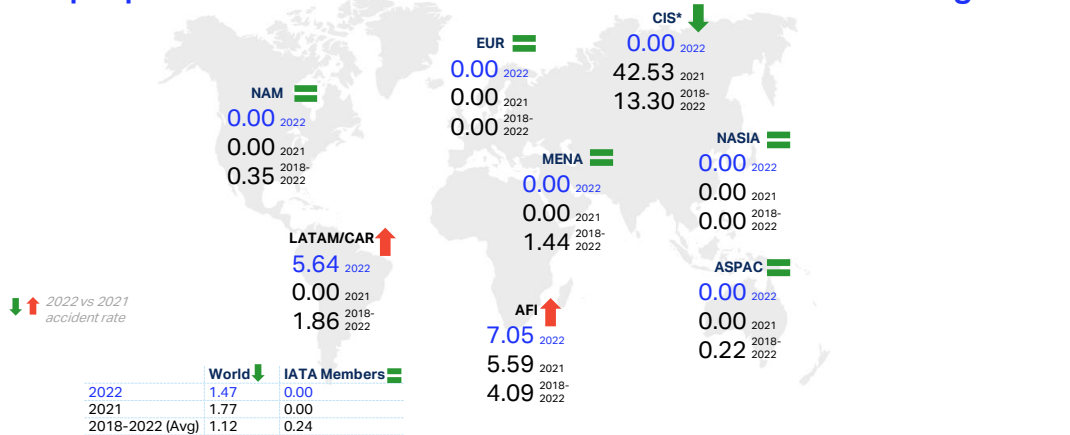 CIS*
0.00 2022
42.53 2021
13.30 2018-2022
EUR
0.00 2022
0.00 2021
0.00 2018-2022
NAM
0.00 2022
0.00 2021
0.35 2018-2022
NASIA
0.00 2022
0.00 2021
0.00 2018-2022
MENA
0.00 2022
0.00 2021
1.44 2018-2022
LATAM/CAR
5.64 2022
0.00 2021
1.86 2018-2022
ASPAC
0.00 2022
0.00 2021
0.22 2018-2022
AFI
7.05 2022
5.59 2021
4.09 2018-2022
2022 vs 2021
accident rate
World IATA Members
2022 1.47 0.00
2021 1.77 0.00
2018-2022 (Avg) 1.12 0.24